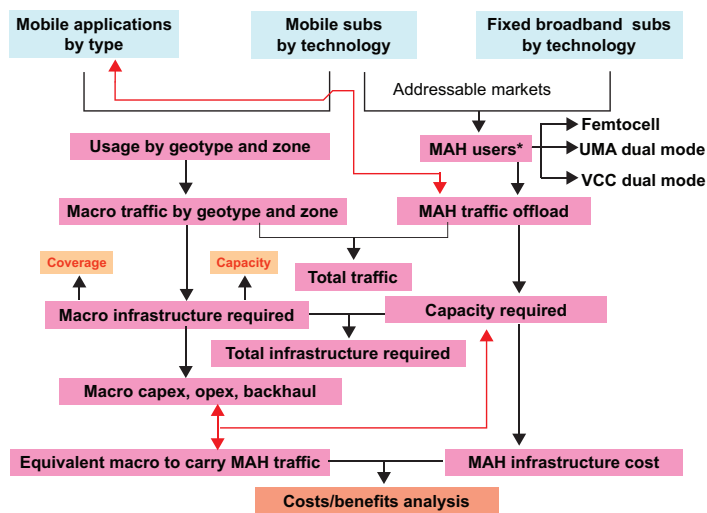 Mobile applications
by type
Mobile subs
by technology
Fixed broadband subs
by technology
Addressable markets
Femtocell
Usage by geotype and zone
MAH users*
UMA dual mode
VCC dual mode
Macro traffic by geotype and zone
MAH traffic offload
Coverage
Capacity
Total traffic
Macro infrastructure required
Capacity required
Total infrastructure required
Macro capex, opex, backhaul
Equivalent macro to carry MAH traffic
MAH infrastructure cost
Costs/benefits analysis